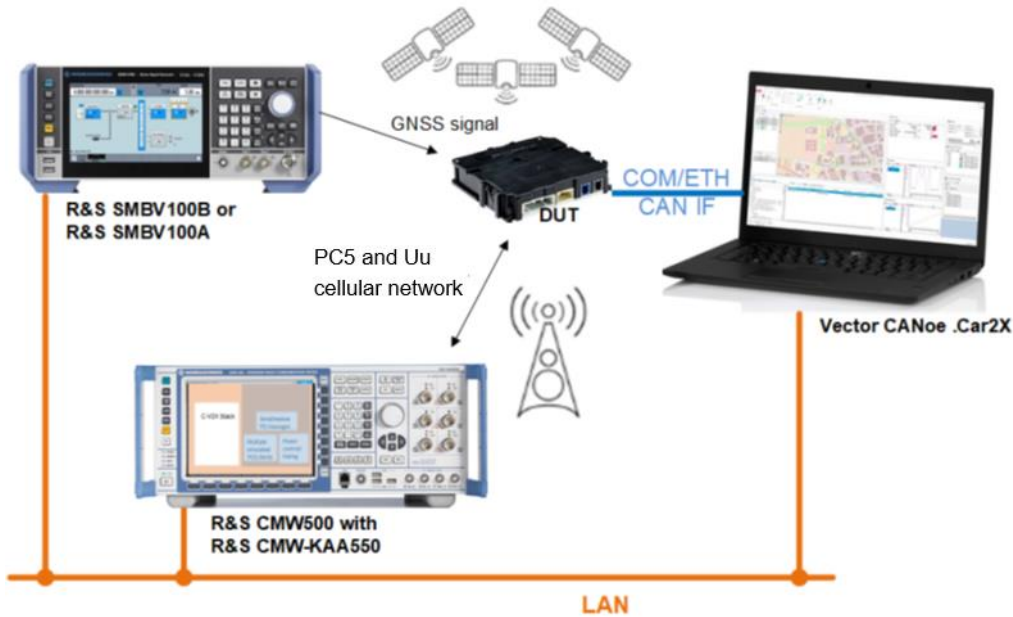 GNSS signal
COM/ETH
CAN IF
DUT
R&S SMBV100B or
R&S SMBV100A
PC5 and Uu
cellular network
Vector CANoe .Car2X
C-V2X Stack
R&S CMW500 with
R&S CMW-KAA550
LAN